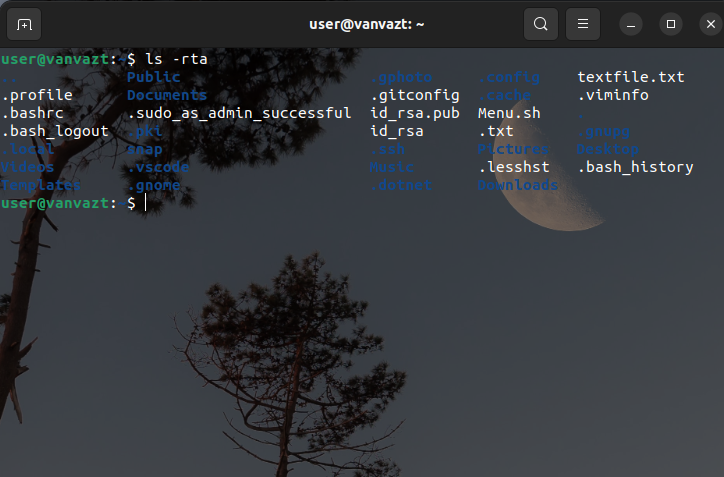 user@vanvazt: ~
user@vanvazt:~$ ls -rta
.. Public .gphoto .config textfile.txt
.profile Documents .gitconfig .cache .viminfo
.bashrc .sudo_as_admin_successful id_rsa.pub Menu.sh .
.bash_logout .pki id_rsa .txt .gnupg
.local snap .ssh Pictures Desktop
Videos .vscode Music .lesshst .bash_history
Templates .gnome .dotnet Downloads
user@vanvazt:~$